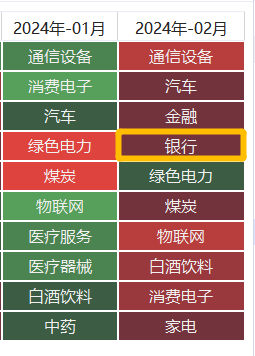 2024年-01月 2024年-02月
通信设备 通信设备
消费电子 汽车
汽车 金融
绿色电力 银行
煤炭 绿色电力
物联网 煤炭
医疗服务 物联网
医疗器械 白酒饮料
白酒饮料 消费电子
中药 家电